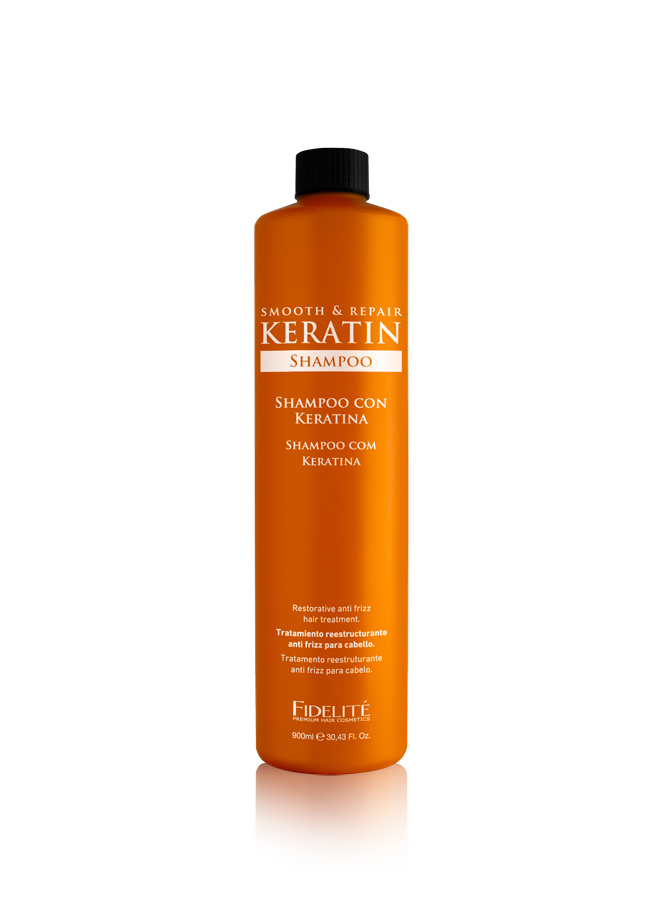 SMOOTH & REPAIR
KERATIN
SHAMPOO
SHAMPOO CON
KERATINA
SHAMPOO COM
KERATINA
Restorative anti frizz
hair treatment.
Tratamiento reestructurante
anti frizz para cabello.
Tratamento reestruturante
anti frizz para cabelo.
FIDELITÉ
PREMIUM HAIR COSMETICS
900ml ℮ 30,43 Fl. Oz.